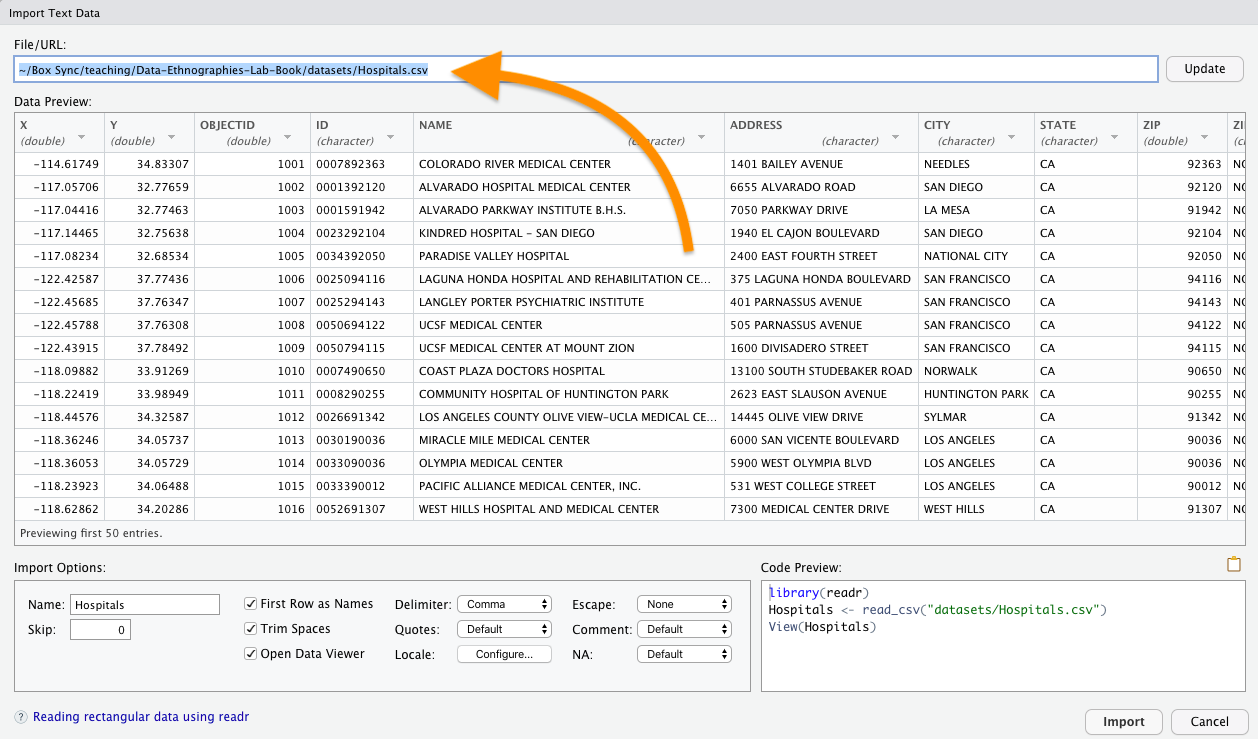 Import Text Data
File/URL:
~/Box Sync/teaching/Data-Ethnographies-Lab-Book/datasets/Hospitals.csv
Update
Data Preview:
X Y OBJECTID ID NAME ADDRESS CITY STATE ZIP
(double) (double) (double) (character) (character) (character) (character) (character) (double)
-114.61749 34.83307 1001 0007892363 COLORADO RIVER MEDICAL CENTER 1401 BAILEY AVENUE NEEDLES CA 92363
-117.05706 32.77659 1002 0001392120 ALVARADO HOSPITAL MEDICAL CENTER 6655 ALVARADO ROAD SAN DIEGO CA 92120
-117.04416 32.77463 1003 0001591942 ALVARADO PARKWAY INSTITUTE B.H.S. 7050 PARKWAY DRIVE LA MESA CA 91942
-117.14465 32.75638 1004 0023292104 KINDRED HOSPITAL - SAN DIEGO 1940 EL CAJON BOULEVARD SAN DIEGO CA 92104
-117.08234 32.68534 1005 0034392050 PARADISE VALLEY HOSPITAL 2400 EAST FOURTH STREET NATIONAL CITY CA 92050
-122.42587 37.77436 1006 0025094116 LAGUNA HONDA HOSPITAL AND REHABILITATION CE... 375 LAGUNA HONDA BOULEVARD SAN FRANCISCO CA 94116
-122.45685 37.76347 1007 0025294143 LANGLEY PORTER PSYCHIATRIC INSTITUTE 401 PARNASSUS AVENUE SAN FRANCISCO CA 94143
-122.45788 37.76308 1008 0050694122 UCSF MEDICAL CENTER 505 PARNASSUS AVENUE SAN FRANCISCO CA 94122
-122.43915 37.78492 1009 0050794115 UCSF MEDICAL CENTER AT MOUNT ZION 1600 DIVISADERO STREET SAN FRANCISCO CA 94115
-118.09882 33.91269 1010 0007490650 COAST PLAZA DOCTORS HOSPITAL 13100 SOUTH STUDEBAKER ROAD NORWALK CA 90650
-118.22419 33.98949 1011 0008290255 COMMUNITY HOSPITAL OF HUNTINGTON PARK 2623 EAST SLAUSON AVENUE HUNTINGTON PARK CA 90255
-118.44576 34.32587 1012 0026691342 LOS ANGELES COUNTY OLIVE VIEW-UCLA MEDICAL CE... 14445 OLIVE VIEW DRIVE SYLMAR CA 91342
-118.36246 34.05737 1013 0030190036 MIRACLE MILE MEDICAL CENTER 6000 SAN VICENTE BOULEVARD LOS ANGELES CA 90036
-118.36053 34.05729 1014 0033090036 OLYMPIA MEDICAL CENTER 5900 WEST OLYMPIA BLVD LOS ANGELES CA 90036
-118.23923 34.06488 1015 0033390012 PACIFIC ALLIANCE MEDICAL CENTER, INC. 531 WEST COLLEGE STREET LOS ANGELES CA 90012
-118.62862 34.20286 1016 0052691307 WEST HILLS HOSPITAL AND MEDICAL CENTER 7300 MEDICAL CENTER DRIVE WEST HILLS CA 91307
Previewing first 50 entries.
Import Options:
Name: Hospitals
Skip: 0
First Row as Names
Trim Spaces
Open Data Viewer
Delimiter: Comma
Quotes: Default
Locale: Configure...
Escape: None
Comment: Default
NA: Default
Code Preview:
library(readr)
Hospitals <- read_csv("datasets/Hospitals.csv")
View(Hospitals)
? Reading rectangular data using readr
Import
Cancel